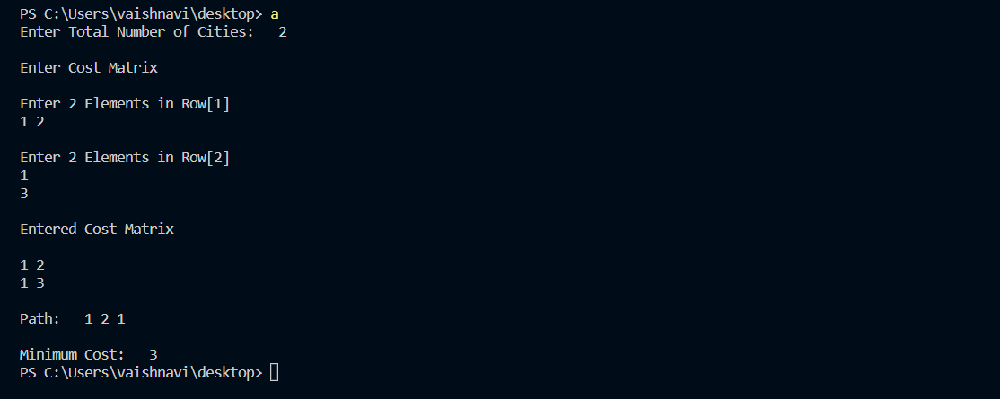 PS C:\Users\vaishnavi\desktop> a
Enter Total Number of Cities:   2
Enter Cost Matrix
Enter 2 Elements in Row[1]
1 2
Enter 2 Elements in Row[2]
1
3
Entered Cost Matrix
1 2
1 3
Path:   1 2 1
Minimum Cost:   3
PS C:\Users\vaishnavi\desktop>